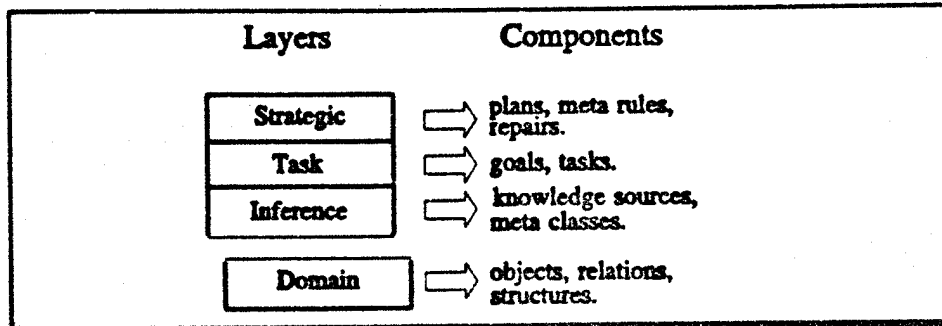 Layers Components
Strategic plans, meta rules,
repairs.
Task goals, tasks.
Inference knowledge sources,
meta classes.
Domain objects, relations,
structures.